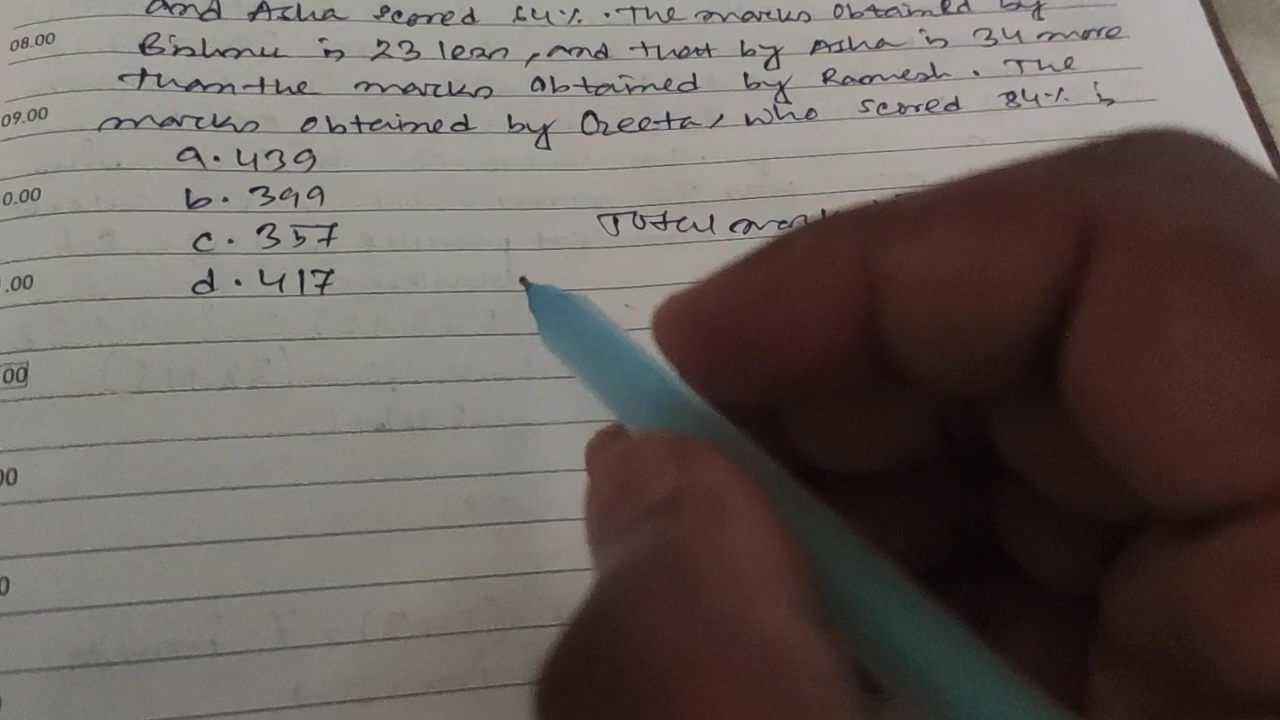 and Asha scored 64%. The marks obtained by
08.00 Bishnu is 23 less, and that by Asha is 34 more
than the marks obtained by Ramesh. The
09.00 marks obtained by Geeta, who scored 84% is
a. 439
0.00 b. 399
c. 357
Total
.00 d. 417
00
00
0